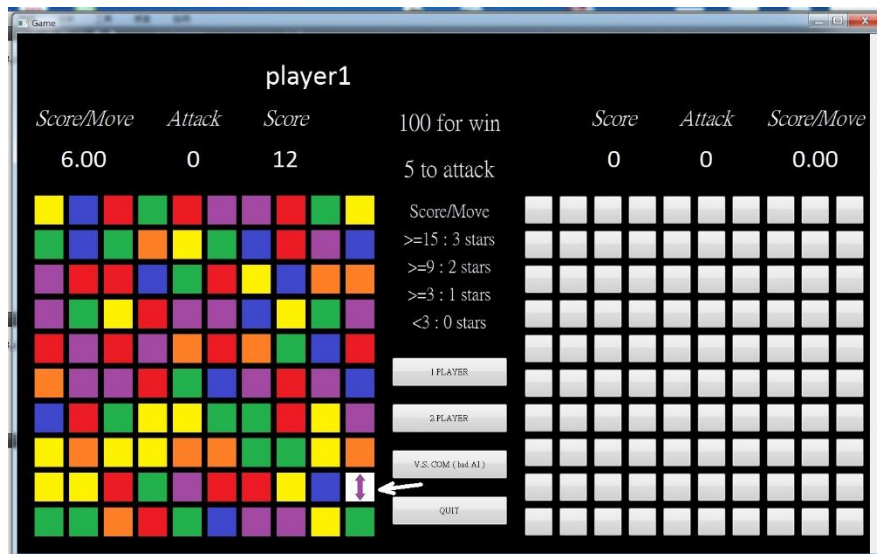 Game
player1
Score/Move Attack Score
6.00 0 12
100 for win
5 to attack
Score/Move
>=15 : 3 stars
>=9 : 2 stars
>=3 : 1 stars
<3 : 0 stars
1 PLAYER
2 PLAYER
V.S. COM ( bad AI )
QUIT
Score Attack Score/Move
0 0 0.00